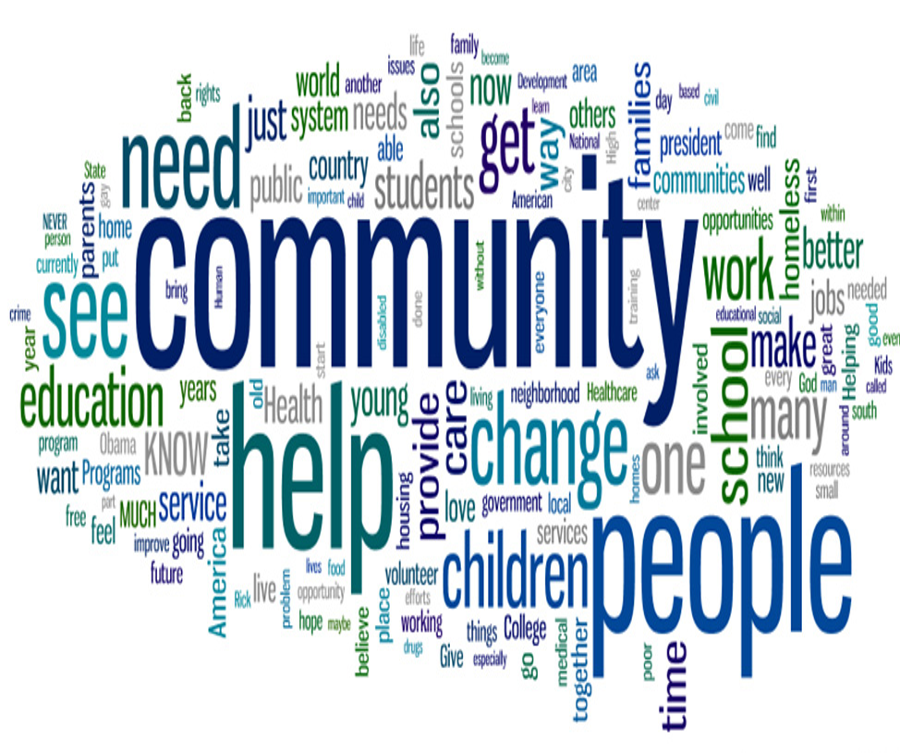 life
family
become
issues
world
another
also
schools
now
Development
area
families
day
based
civil
back
rights
just
system
needs
get
learn
way
others
National
High
president
come
find
need
able
country
public
important
child
students
American
city
center
communities
well
homeless
first
State
gay
parents
NEVER
person
home
currently
put
community
opportunities
within
better
work
see
bring
Human
without
disabled
done
everyone
training
jobs
needed
educational
social
crime
year
start
school
make
great
Helping
good
even
Kids
called
education
years
old
Health
young
living
neighborhood
Healthcare
ask
involved
every
God
man
many
around
south
program
Obama
KNOW
take
help
provide
care
change
one
homes
think
new
resources
small
want
Programs
part
service
free
feel
MUCH
housing
love
government
local
services
people
improve
going
future
America
lives
food
Rick
live
problem
opportunity
volunteer
children
efforts
hope
maybe
believe
place
working
drugs
things
College
Give
especially
go
medical
together
poor
time